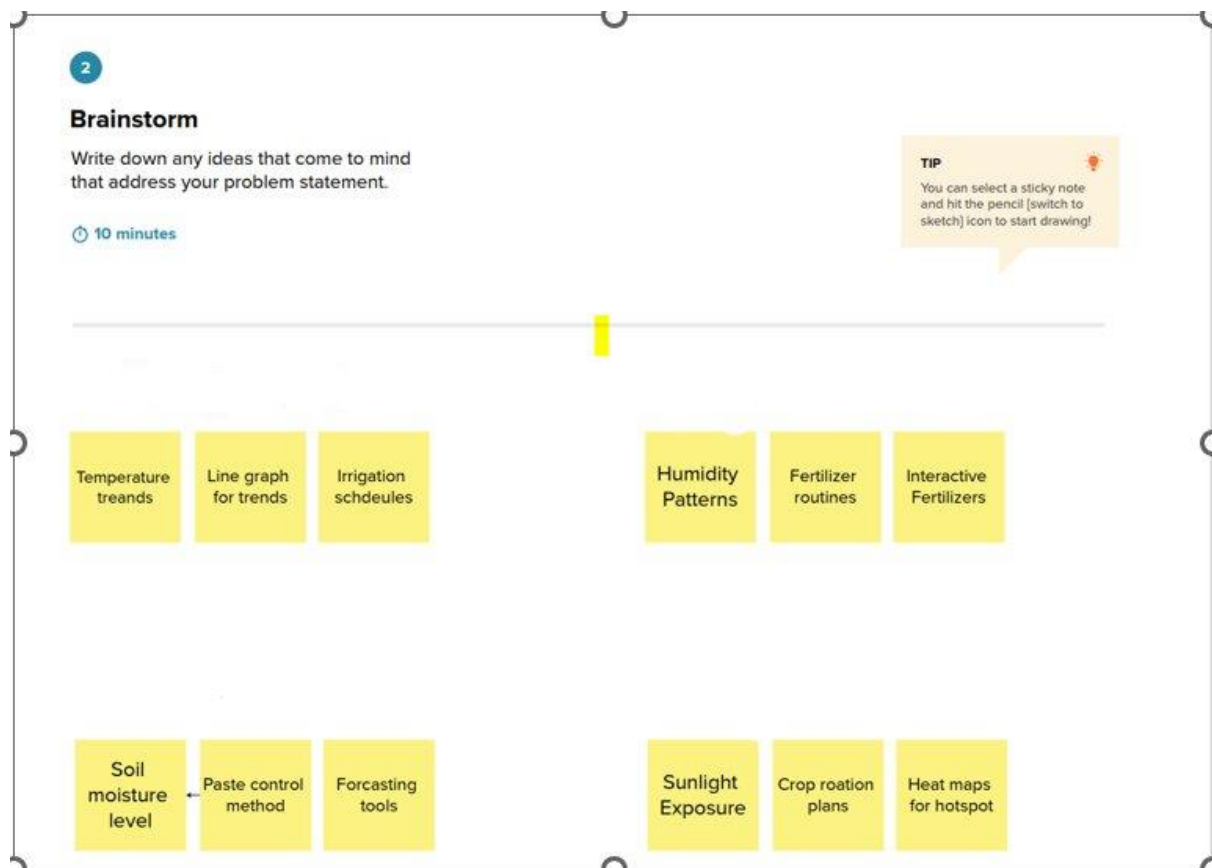 2
Brainstorm
Write down any ideas that come to mind
that address your problem statement.
10 minutes
TIP
You can select a sticky note
and hit the pencil [switch to
sketch] icon to start drawing!
Temperature
treands
Line graph
for trends
Irrigation
schdeules
Humidity
Patterns
Fertilizer
routines
Interactive
Fertilizers
Soil
moisture
level
Paste control
method
Forcasting
tools
Sunlight
Exposure
Crop roation
plans
Heat maps
for hotspot